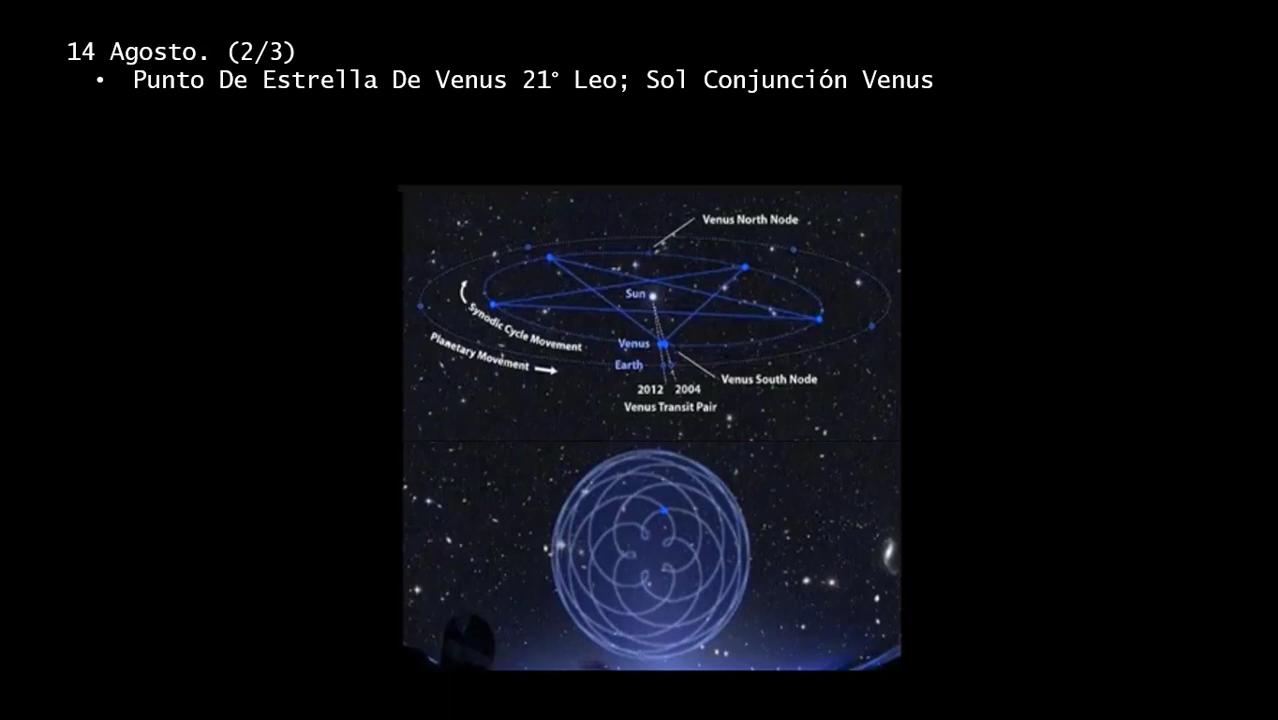 14 Agosto. (2/3)
• Punto De Estrella De Venus 21° Leo; Sol Conjunción Venus
Venus North Node
Sun
Synodic Cycle Movement
Planetary Movement
Venus
Earth
Venus South Node
2012 2004
Venus Transit Pair